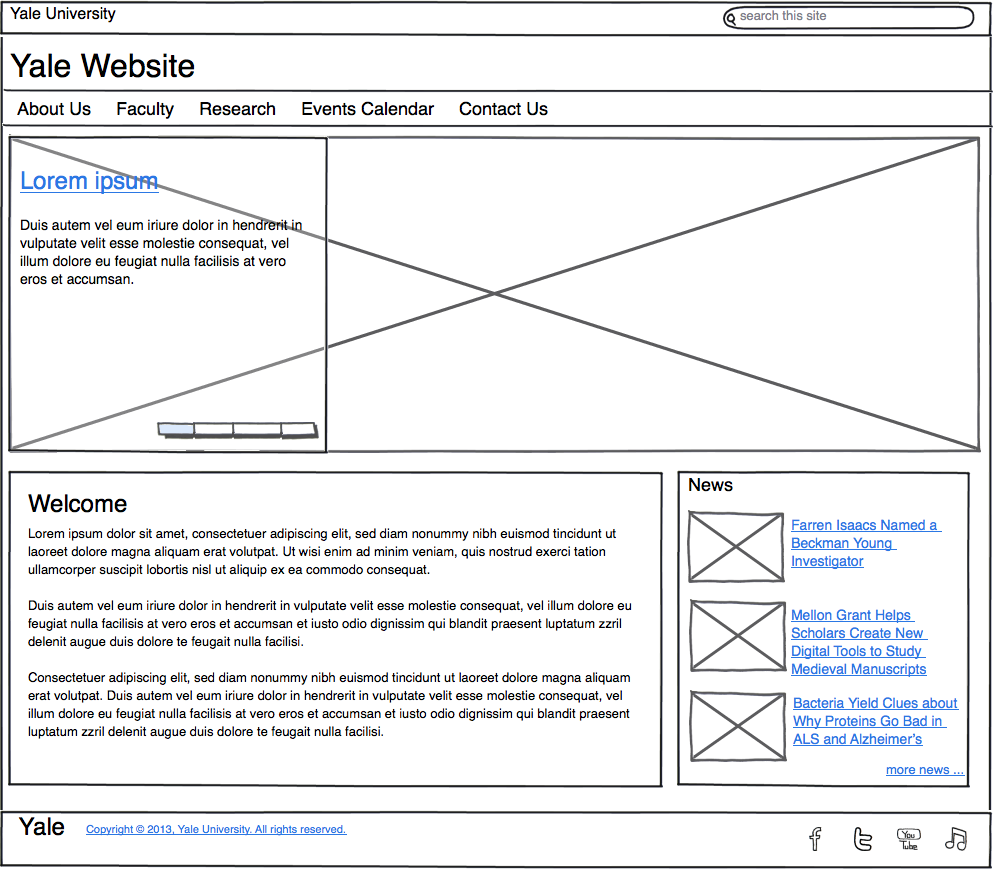 Yale University
search this site
Yale Website
About Us Faculty Research Events Calendar Contact Us
Lorem ipsum
Duis autem vel eum iriure dolor in hendrerit in
vulputate velit esse molestie consequat, vel
illum dolore eu feugiat nulla facilisis at vero
eros et accumsan.
Welcome
Lorem ipsum dolor sit amet, consectetuer adipiscing elit, sed diam nonummy nibh euismod tincidunt ut
laoreet dolore magna aliquam erat volutpat. Ut wisi enim ad minim veniam, quis nostrud exerci tation
ullamcorper suscipit lobortis nisl ut aliquip ex ea commodo consequat.
Duis autem vel eum iriure dolor in hendrerit in vulputate velit esse molestie consequat, vel illum dolore eu
feugiat nulla facilisis at vero eros et accumsan et iusto odio dignissim qui blandit praesent luptatum zzril
delenit augue duis dolore te feugait nulla facilisi.
Consectetuer adipiscing elit, sed diam nonummy nibh euismod tincidunt ut laoreet dolore magna aliquam
erat volutpat. Duis autem vel eum iriure dolor in hendrerit in vulputate velit esse molestie consequat, vel
illum dolore eu feugiat nulla facilisis at vero eros et accumsan et iusto odio dignissim qui blandit praesent
luptatum zzril delenit augue duis dolore te feugait nulla facilisi.
News
Farren Isaacs Named a
Beckman Young
Investigator
Mellon Grant Helps
Scholars Create New
Digital Tools to Study
Medieval Manuscripts
Bacteria Yield Clues about
Why Proteins Go Bad in
ALS and Alzheimer's
more news ...
Yale
Copyright © 2013, Yale University. All rights reserved.
f t You
Tube